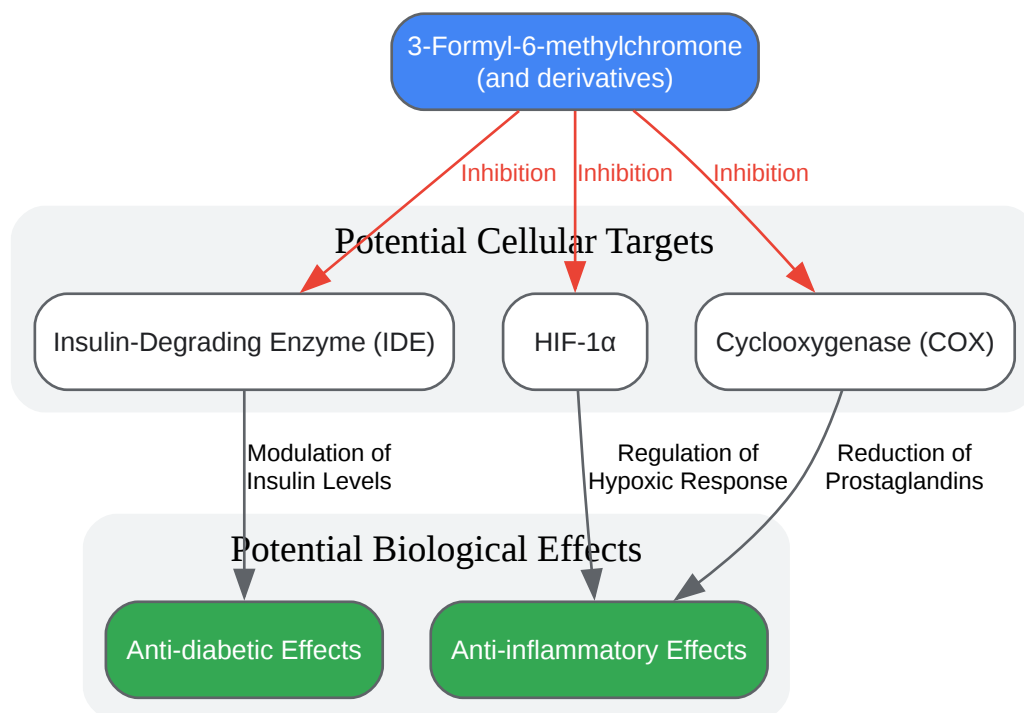 3-Formyl-6-methylchromone
(and derivatives)
Inhibition
Inhibition
Inhibition
Potential Cellular Targets
Insulin-Degrading Enzyme (IDE)
HIF-1α
Cyclooxygenase (COX)
Modulation of
Insulin Levels
Regulation of
Hypoxic Response
Reduction of
Prostaglandins
Potential Biological Effects
Anti-diabetic Effects
Anti-inflammatory Effects